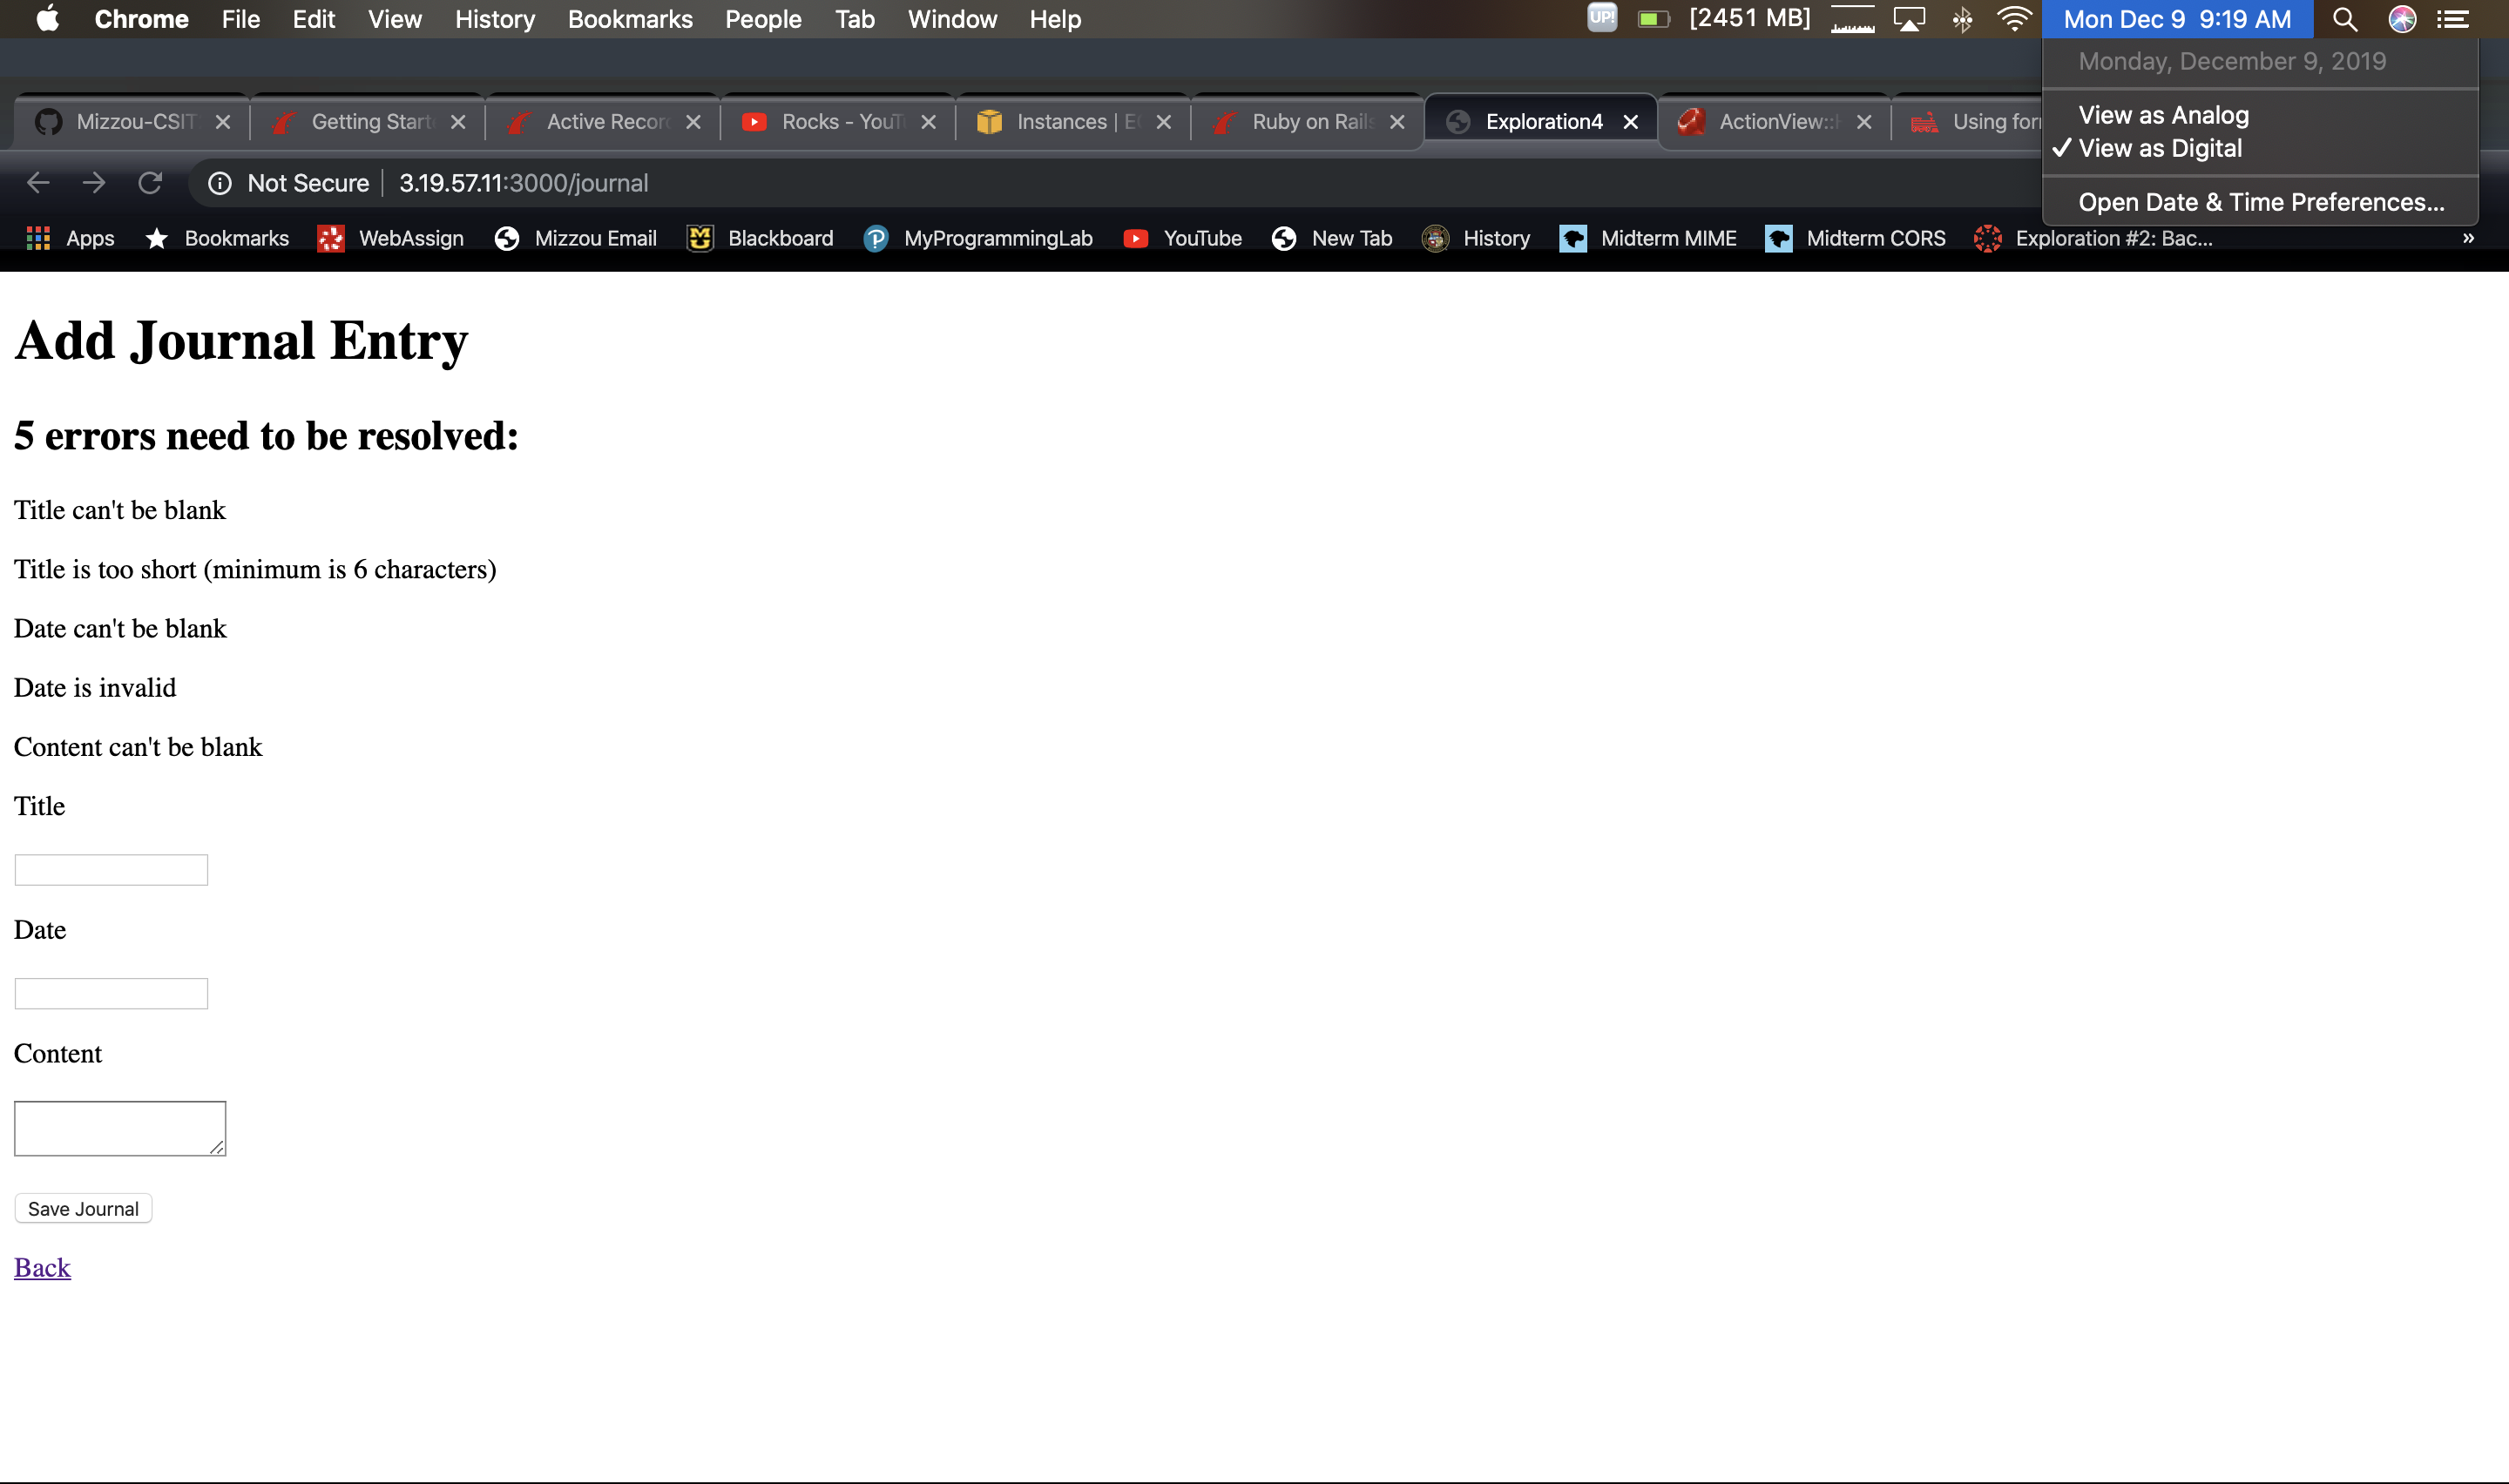 Chrome File Edit View History Bookmarks People Tab Window Help UP! [2451 MB] Mon Dec 9 9:19 AM
Monday, December 9, 2019
View as Analog
✓ View as Digital
Open Date & Time Preferences...
Mizzou-CSIT Getting Start Active Recor Rocks - YouT Instances | E Ruby on Rails Exploration4 ActionView:: Using for
Not Secure 3.19.57.11:3000/journal
Apps Bookmarks WebAssign Mizzou Email Blackboard MyProgrammingLab YouTube New Tab History Midterm MIME Midterm CORS Exploration #2: Bac... »
Add Journal Entry
5 errors need to be resolved:
Title can't be blank
Title is too short (minimum is 6 characters)
Date can't be blank
Date is invalid
Content can't be blank
Title
Date
Content
Save Journal
Back